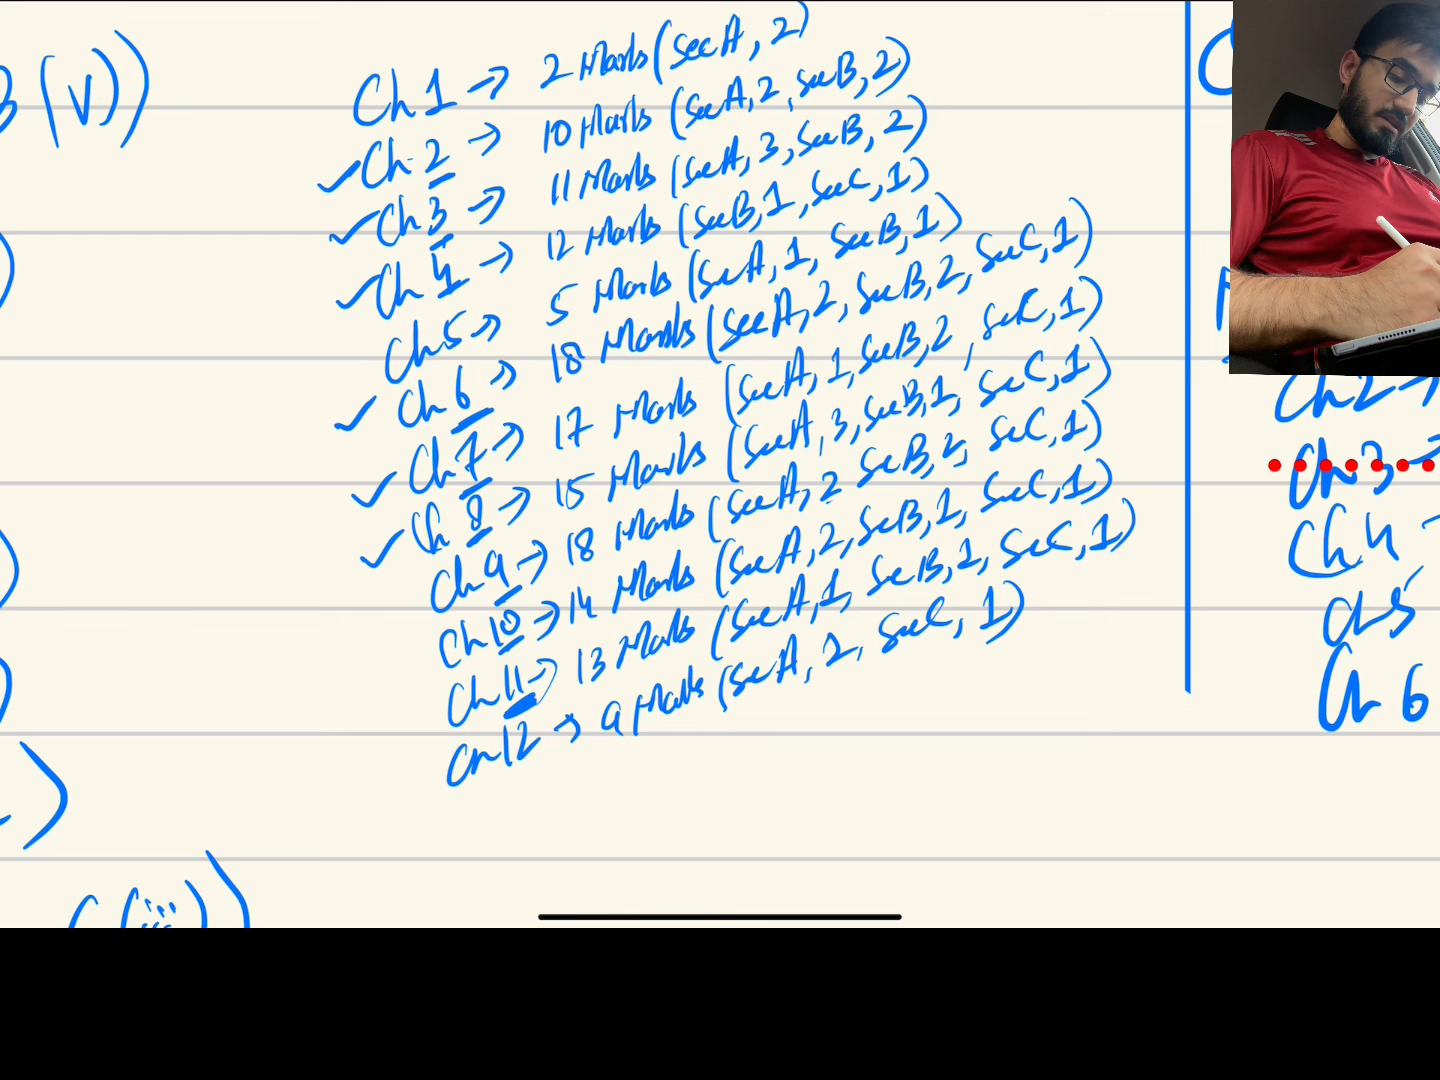 B (v))
Ch 1 → 2 Marks (SecA, 2)
✓ Ch 2 → 10 Marks (SecA, 2, SecB, 2)
✓ Ch 3 → 11 Marks (SecA, 3, SecB, 2)
✓ Ch 4 → 12 Marks (SecB, 1, SecC, 1)
Ch 5 → 5 Marks (SecA, 1, SecB, 1)
✓ Ch 6 → 18 Marks (SecA, 2, SecB, 2, SecC, 1)
✓ Ch 7 → 17 Marks (SecA, 1, SecB, 2, SecC, 1)
✓ Ch 8 → 15 Marks (SecA, 3, SecB, 1, SecC, 1)
Ch 9 → 18 Marks (SecA, 2 SecB, 2, SecC, 1)
Ch 10 → 14 Marks (SecA, 2, SecB, 1, SecC, 1)
Ch 11 → 13 Marks (SecA, 1, SecB, 1, SecC, 1)
Ch 12 → 9 Marks (SecA, 1, SecC, 1)
Ch 2 →
Ch 3 →
Ch 4 -
Ch 5
Ch 6
(iii))